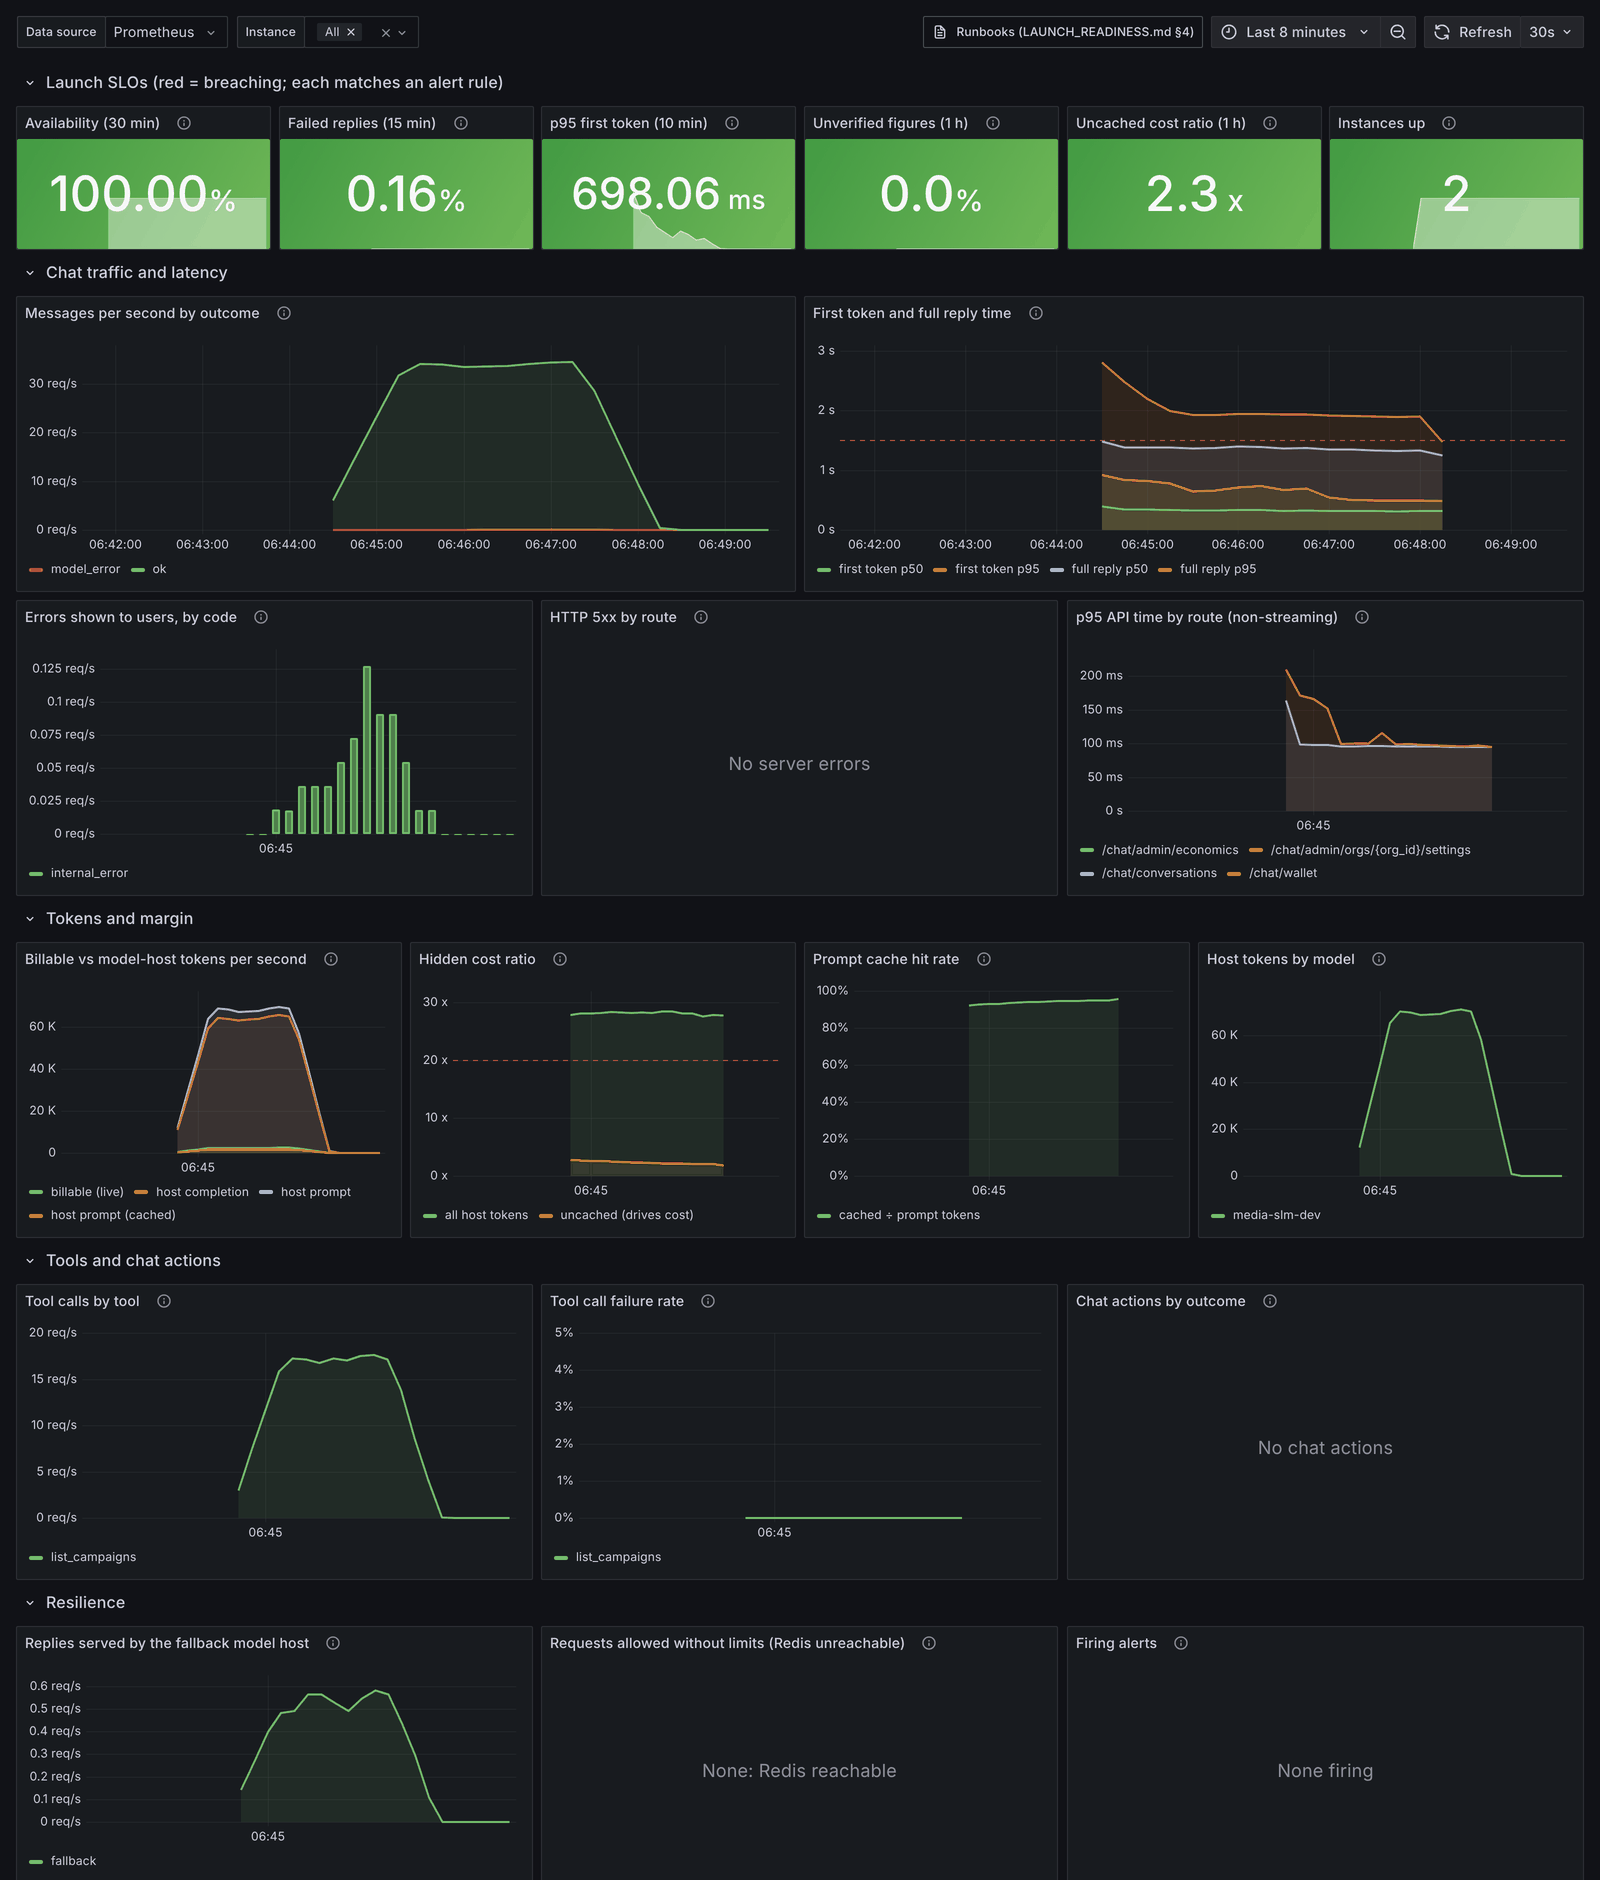 Data source Prometheus Instance All Runbooks (LAUNCH_READINESS.md §4) Last 8 minutes Refresh 30s
Launch SLOs (red = breaching; each matches an alert rule)
Availability (30 min) Failed replies (15 min) p95 first token (10 min) Unverified figures (1 h) Uncached cost ratio (1 h) Instances up
100.00% 0.16% 698.06 ms 0.0% 2.3 x 2
Chat traffic and latency
Messages per second by outcome
30 req/s
20 req/s
10 req/s
0 req/s
06:42:00 06:43:00 06:44:00 06:45:00 06:46:00 06:47:00 06:48:00 06:49:00
model_error ok
First token and full reply time
3 s
2 s
1 s
0 s
06:42:00 06:43:00 06:44:00 06:45:00 06:46:00 06:47:00 06:48:00 06:49:00
first token p50 first token p95 full reply p50 full reply p95
Errors shown to users, by code
0.125 req/s
0.1 req/s
0.075 req/s
0.05 req/s
0.025 req/s
0 req/s
06:45
internal_error
HTTP 5xx by route
No server errors
p95 API time by route (non-streaming)
200 ms
150 ms
100 ms
50 ms
0 s
06:45
/chat/admin/economics /chat/admin/orgs/{org_id}/settings
/chat/conversations /chat/wallet
Tokens and margin
Billable vs model-host tokens per second
60 K
40 K
20 K
0
06:45
billable (live) host completion host prompt
host prompt (cached)
Hidden cost ratio
30 x
20 x
10 x
0 x
06:45
all host tokens uncached (drives cost)
Prompt cache hit rate
100%
80%
60%
40%
20%
0%
06:45
cached ÷ prompt tokens
Host tokens by model
60 K
40 K
20 K
0
06:45
media-slm-dev
Tools and chat actions
Tool calls by tool
20 req/s
15 req/s
10 req/s
5 req/s
0 req/s
06:45
list_campaigns
Tool call failure rate
5%
4%
3%
2%
1%
0%
06:45
list_campaigns
Chat actions by outcome
No chat actions
Resilience
Replies served by the fallback model host
0.6 req/s
0.5 req/s
0.4 req/s
0.3 req/s
0.2 req/s
0.1 req/s
0 req/s
06:45
fallback
Requests allowed without limits (Redis unreachable)
None: Redis reachable
Firing alerts
None firing